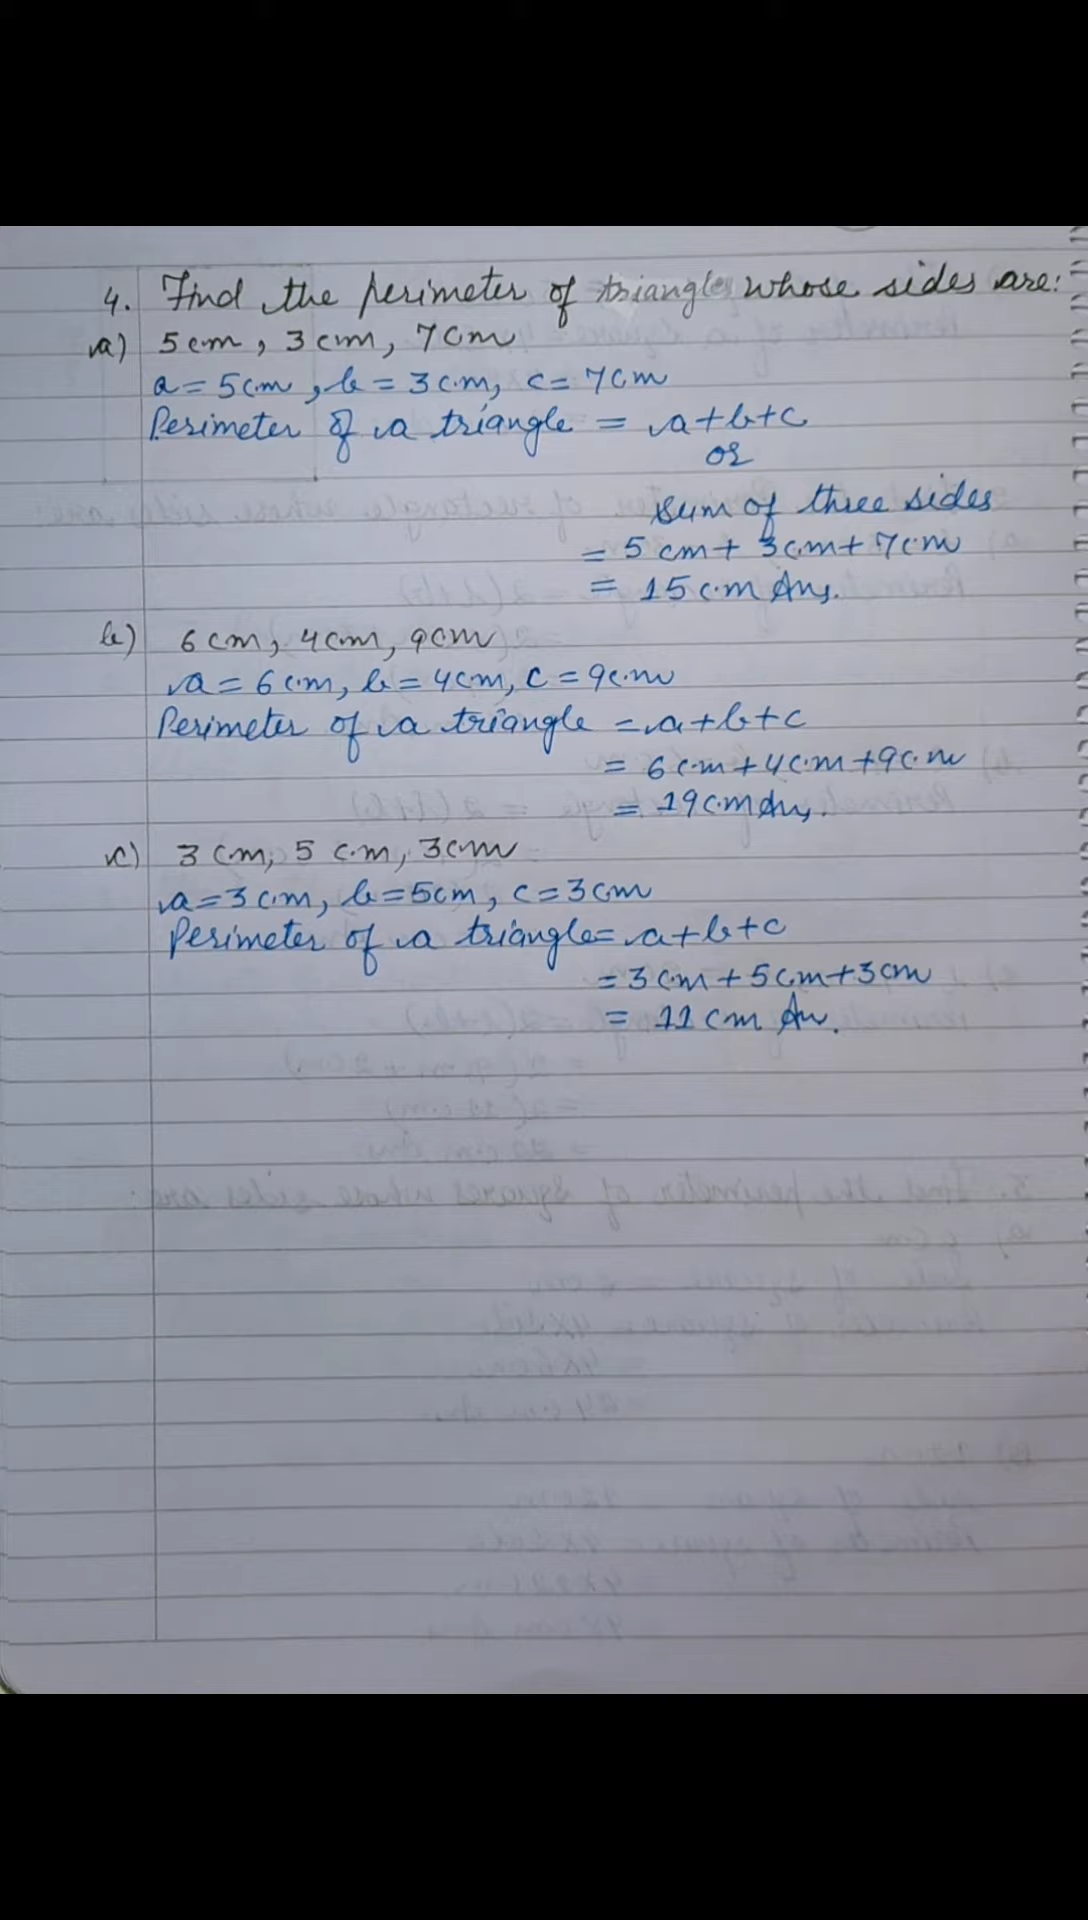 4. Find the perimeter of triangles whose sides are:
a) 5 cm, 3 cm, 7 cm
a = 5 cm, b = 3 cm, c = 7 cm
Perimeter of a triangle = a+b+c
or
sum of three sides
= 5 cm + 3 cm + 7 cm
= 15 cm Ans.
b) 6 cm, 4 cm, 9 cm
a = 6 cm, b = 4 cm, c = 9 cm
Perimeter of a triangle = a+b+c
= 6 cm + 4 cm + 9 cm
= 19 cm Ans.
c) 3 cm, 5 cm, 3 cm
a = 3 cm, b = 5 cm, c = 3 cm
Perimeter of a triangle = a+b+c
= 3 cm + 5 cm + 3 cm
= 11 cm An.